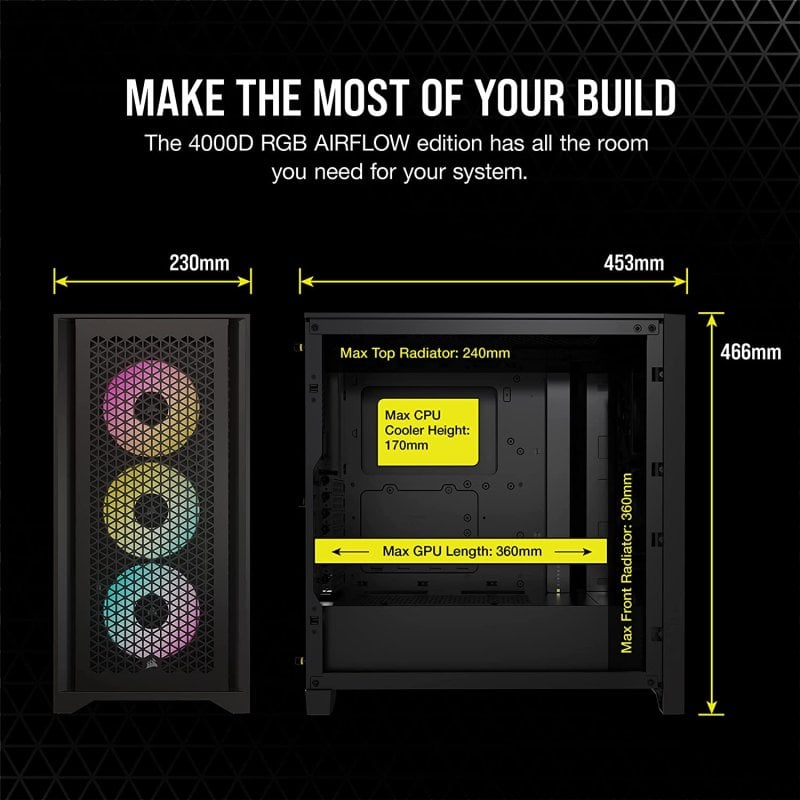 MAKE THE MOST OF YOUR BUILD
The 4000D RGB AIRFLOW edition has all the room
you need for your system.
230mm
453mm
466mm
Max Top Radiator: 240mm
Max CPU
Cooler Height:
170mm
Max GPU Length: 360mm
Max Front Radiator: 360mm